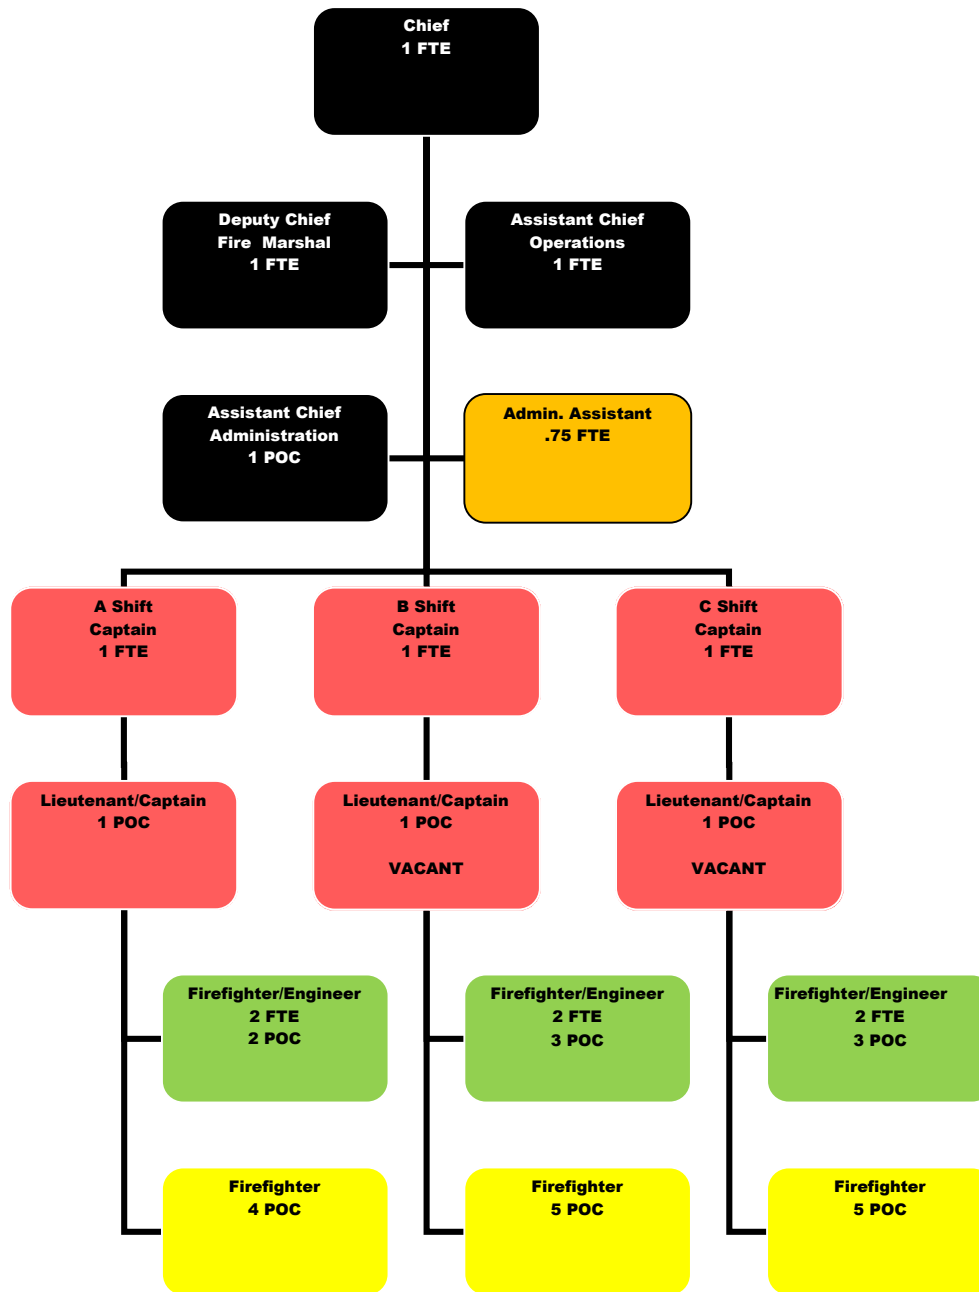 Chief
1 FTE
Deputy Chief
Fire Marshal
1 FTE
Assistant Chief
Operations
1 FTE
Assistant Chief
Administration
1 POC
Admin. Assistant
.75 FTE
A Shift
Captain
1 FTE
B Shift
Captain
1 FTE
C Shift
Captain
1 FTE
Lieutenant/Captain
1 POC
Lieutenant/Captain
1 POC
VACANT
Lieutenant/Captain
1 POC
VACANT
Firefighter/Engineer
2 FTE
2 POC
Firefighter/Engineer
2 FTE
3 POC
Firefighter/Engineer
2 FTE
3 POC
Firefighter
4 POC
Firefighter
5 POC
Firefighter
5 POC